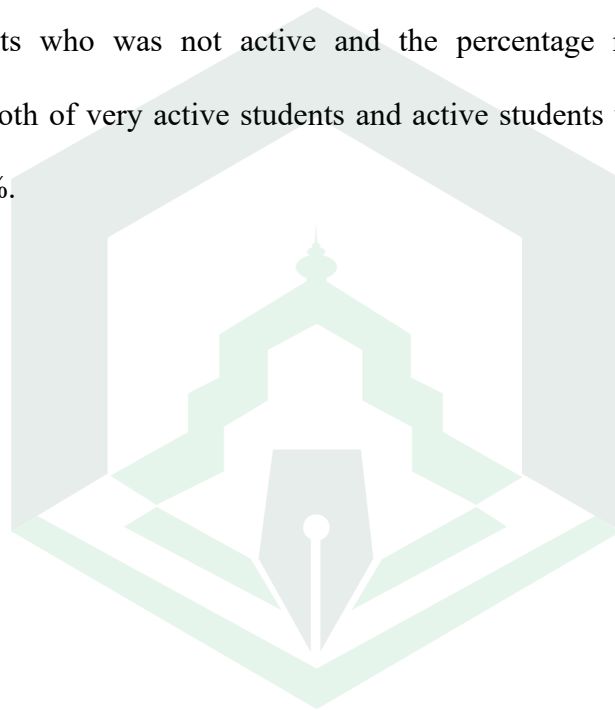 ts who was not active and the percentage
oth of very active students and active students
%.